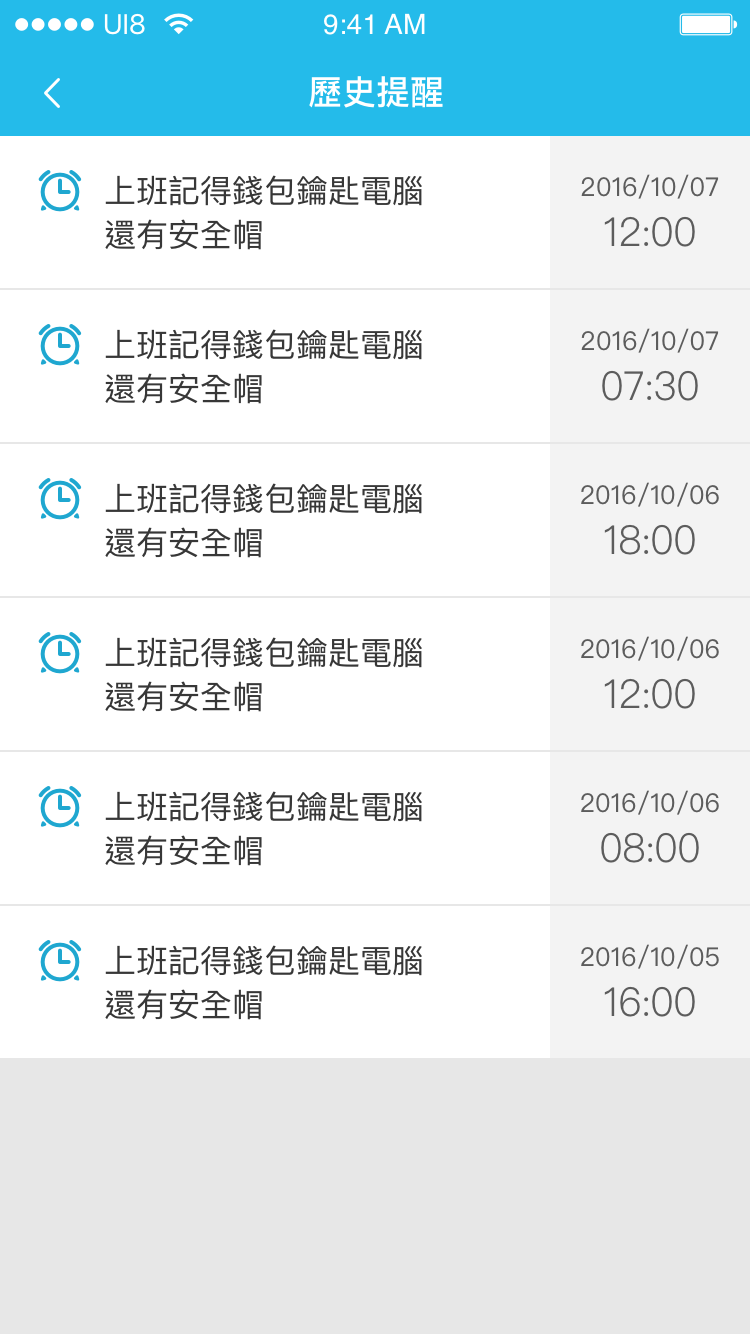 UI8 9:41 AM
歷史提醒
上班記得錢包鑰匙電腦
還有安全帽
2016/10/07
12:00
上班記得錢包鑰匙電腦
還有安全帽
2016/10/07
07:30
上班記得錢包鑰匙電腦
還有安全帽
2016/10/06
18:00
上班記得錢包鑰匙電腦
還有安全帽
2016/10/06
12:00
上班記得錢包鑰匙電腦
還有安全帽
2016/10/06
08:00
上班記得錢包鑰匙電腦
還有安全帽
2016/10/05
16:00